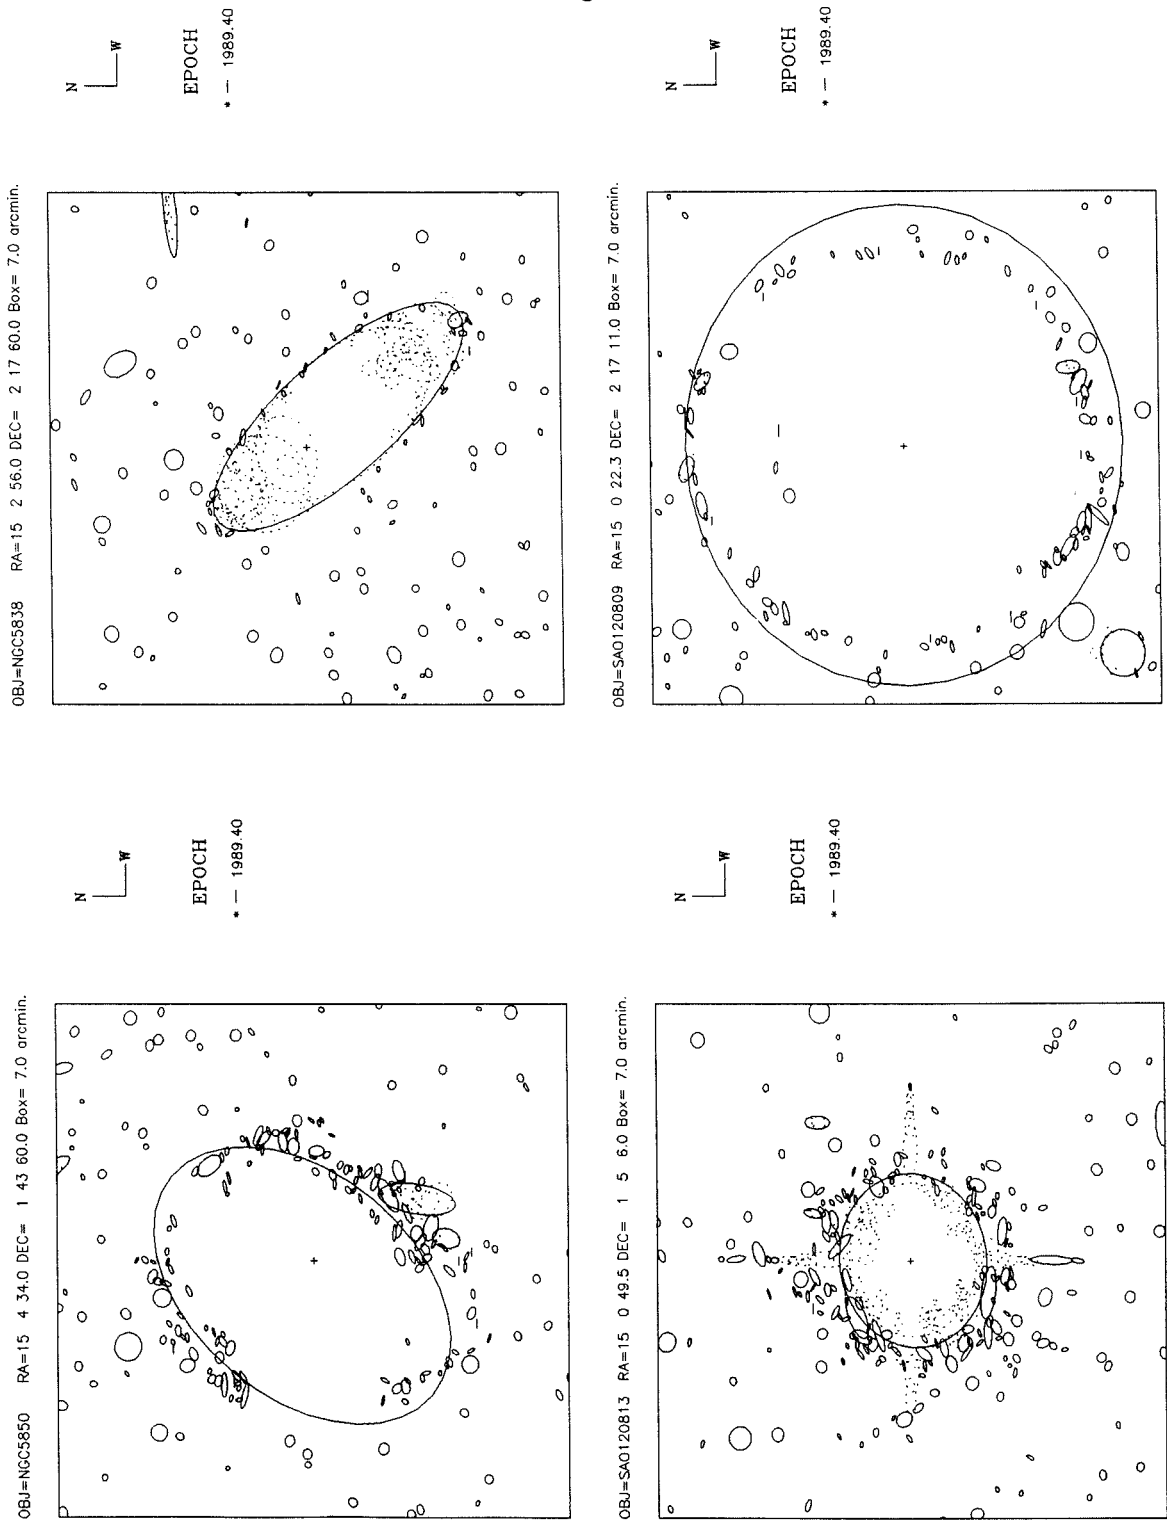 OBJ=NGC5838 RA=15 2 56.0 DEC= 2 17 60.0 Box= 7.0 arcmin.
N
W
EPOCH
* — 1989.40
OBJ=SAO120809 RA=15 0 22.3 DEC= 2 17 11.0 Box= 7.0 arcmin.
N
W
EPOCH
* — 1989.40
OBJ=NGC5850 RA=15 4 34.0 DEC= 1 43 60.0 Box= 7.0 arcmin.
N
W
EPOCH
* — 1989.40
OBJ=SAO120813 RA=15 0 49.5 DEC= 1 5 6.0 Box= 7.0 arcmin.
N
W
EPOCH
* — 1989.40